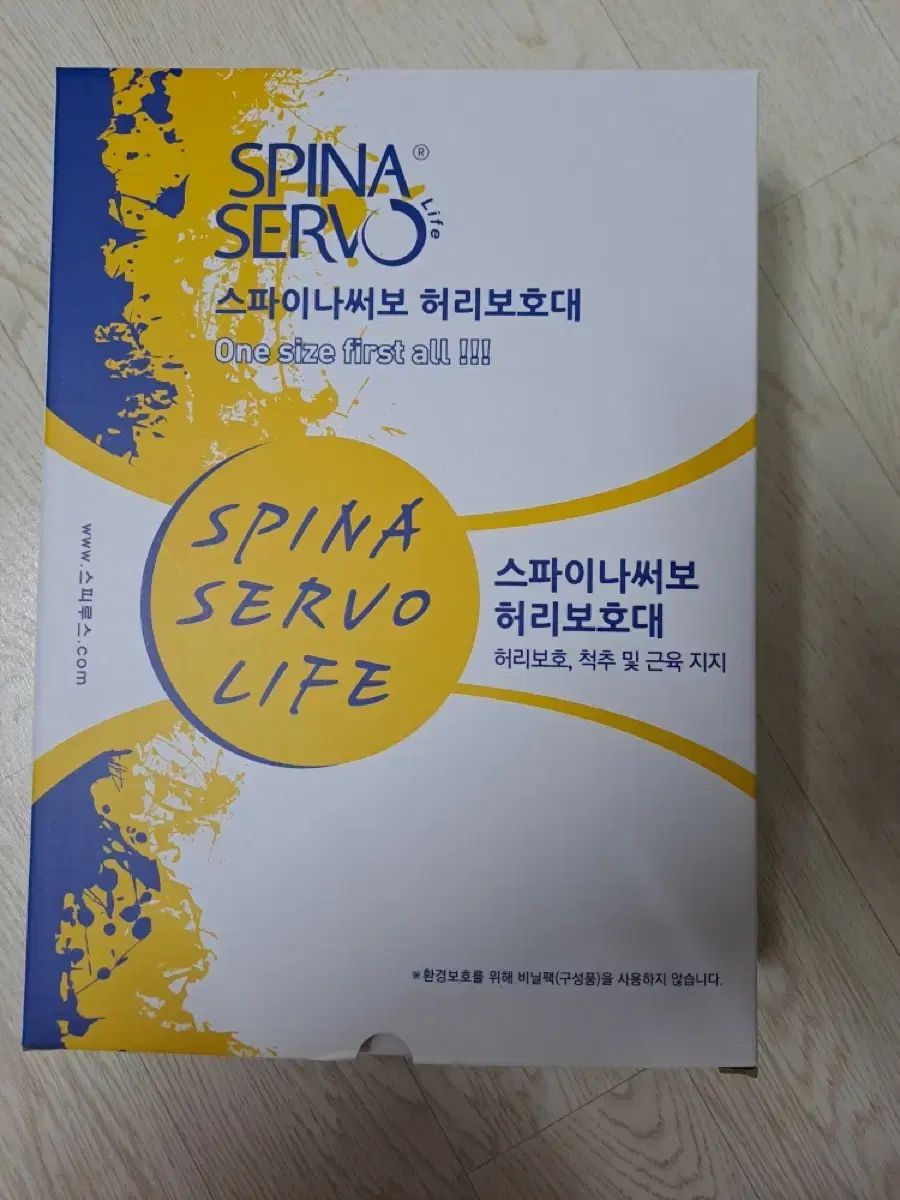 SPINA®
SERVO Life
스파이나써보 허리보호대
One size first all !!!
SPINA
SERVO
LIFE
www.스피루스.com
스파이나써보
허리보호대
허리보호, 척추 및 근육 지지
※환경보호를 위해 비닐팩(구성품)을 사용하지 않습니다.